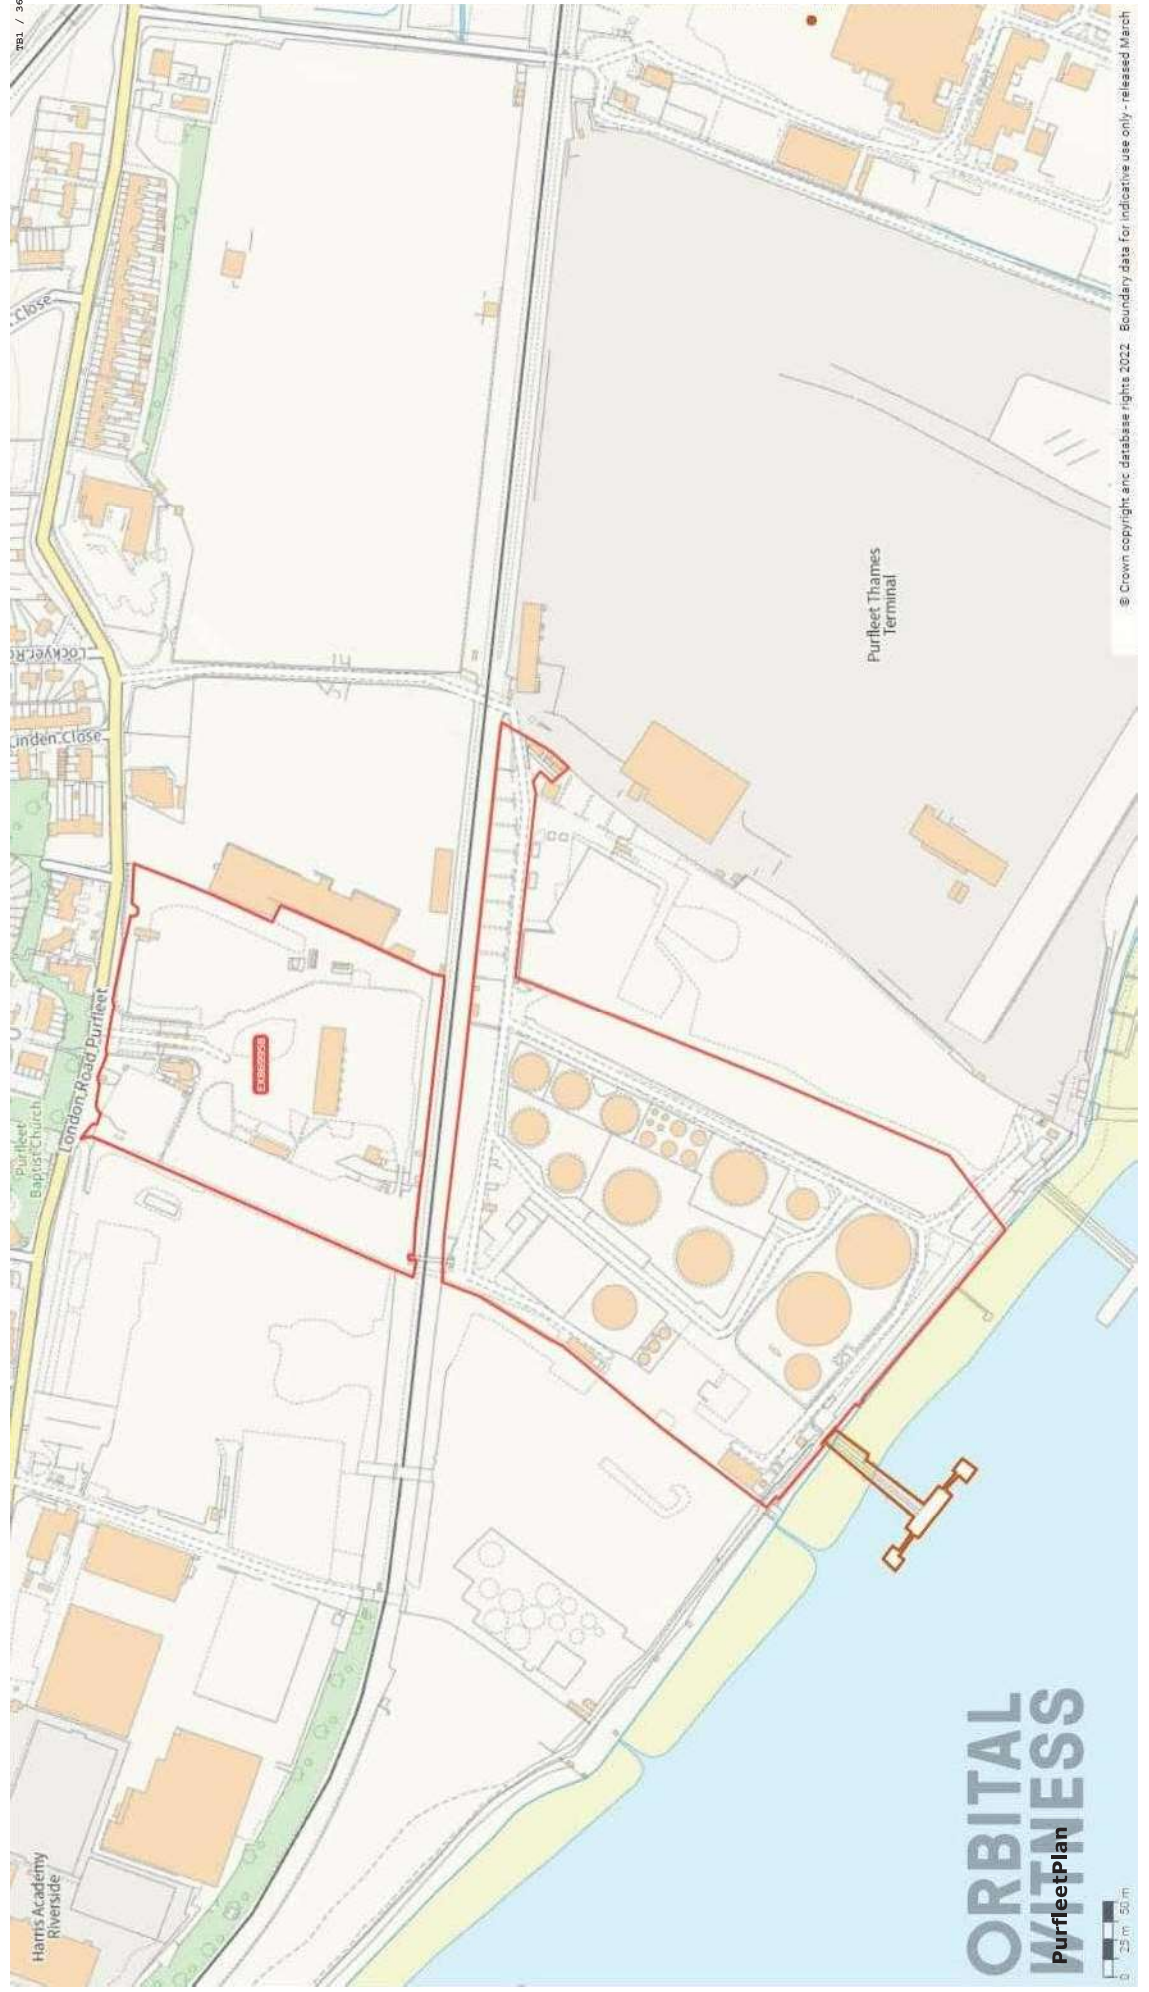 TB1 / 36
Harris Academy
Riverside
Purfleet
Baptist Church
London Road Purfleet
Linden Close
Lockyer Ro
Close
EX869958
Purfleet Thames
Terminal
ORBITAL
WITNESS
PurfleetPlan
0 25 m 50 m
© Crown copyright and database rights 2022 Boundary data for indicative use only - released March